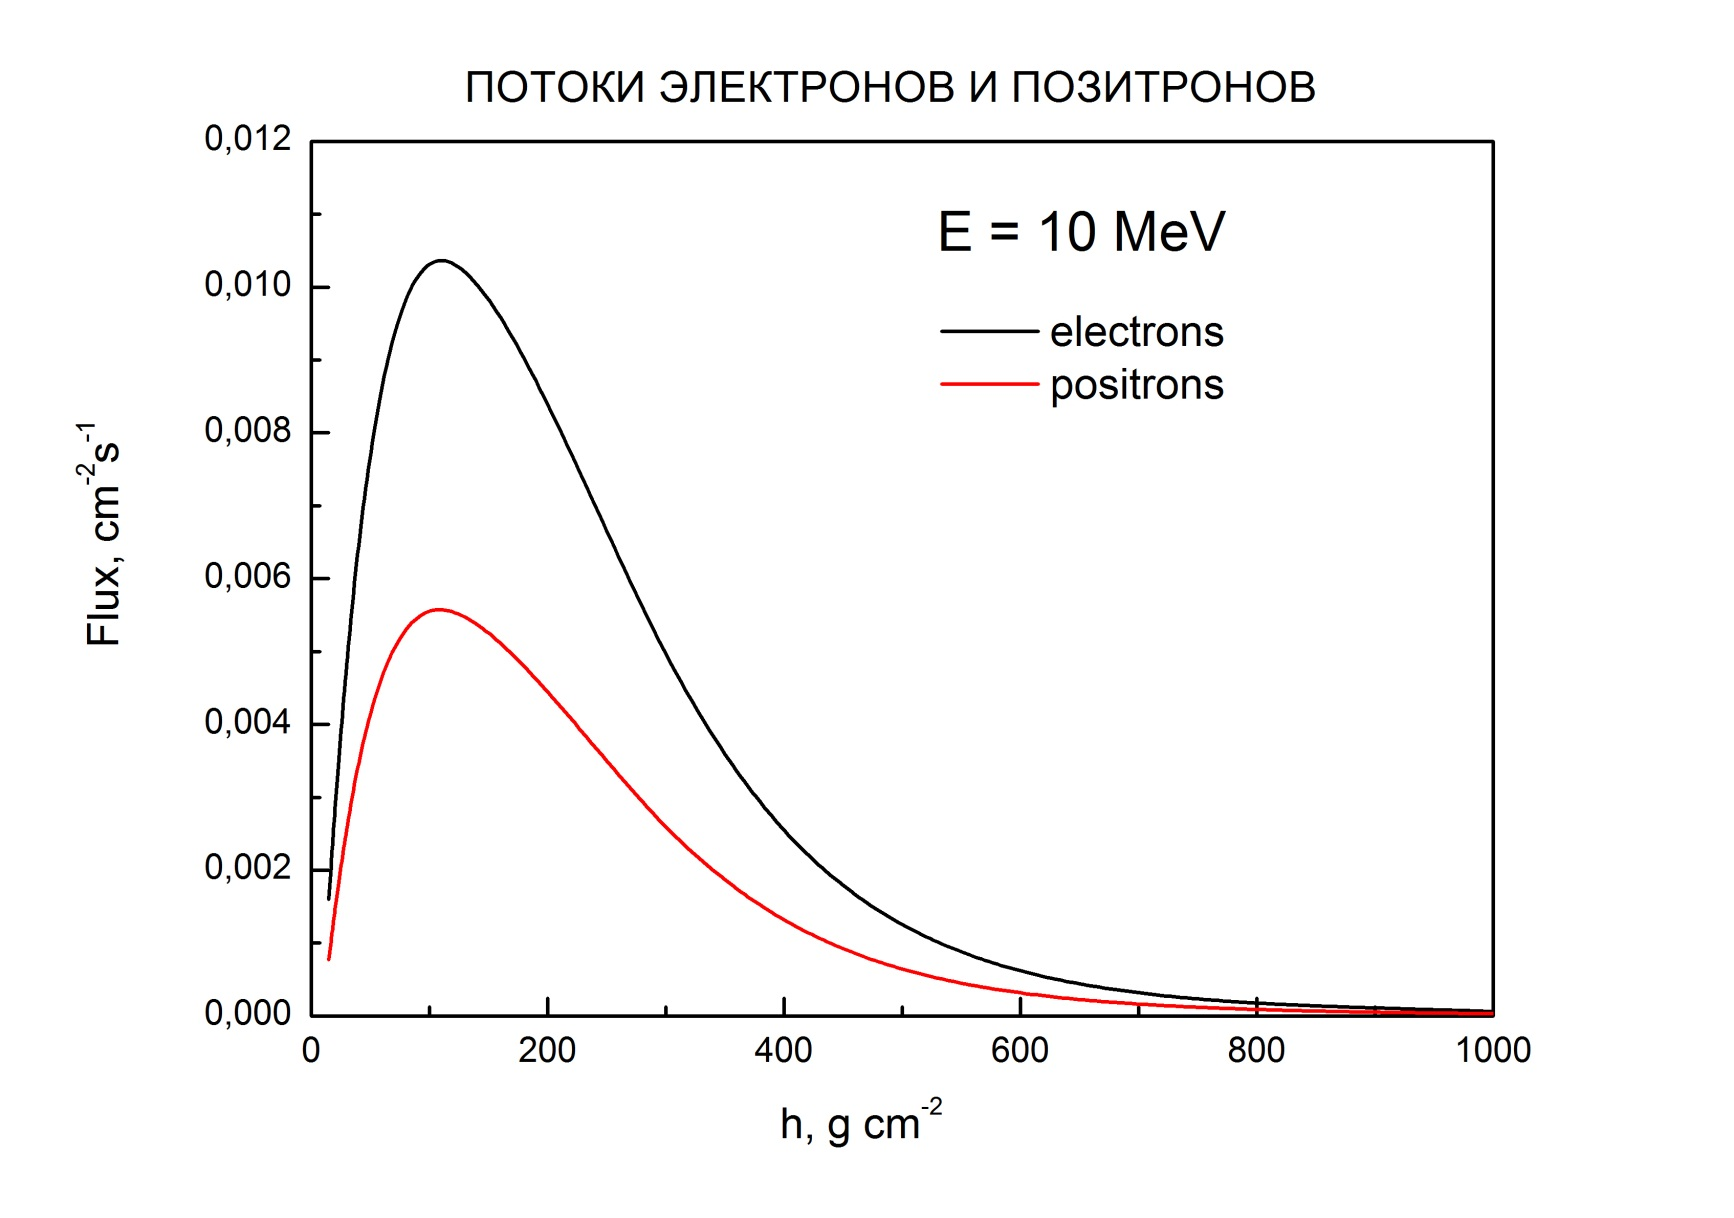 ПОТОКИ ЭЛЕКТРОНОВ И ПОЗИТРОНОВ
0,012
0,010
0,008
0,006
0,004
0,002
0,000
Flux, cm⁻²s⁻¹
E = 10 MeV
electrons
positrons
0 200 400 600 800 1000
h, g cm⁻²